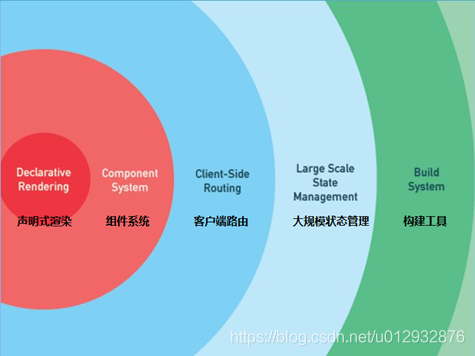 Declarative
Rendering
声明式渲染
Component
System
组件系统
Client-Side
Routing
客户端路由
Large Scale
State
Management
大规模状态管理
Build
System
构建工具
https://blog.csdn.net/u012932876